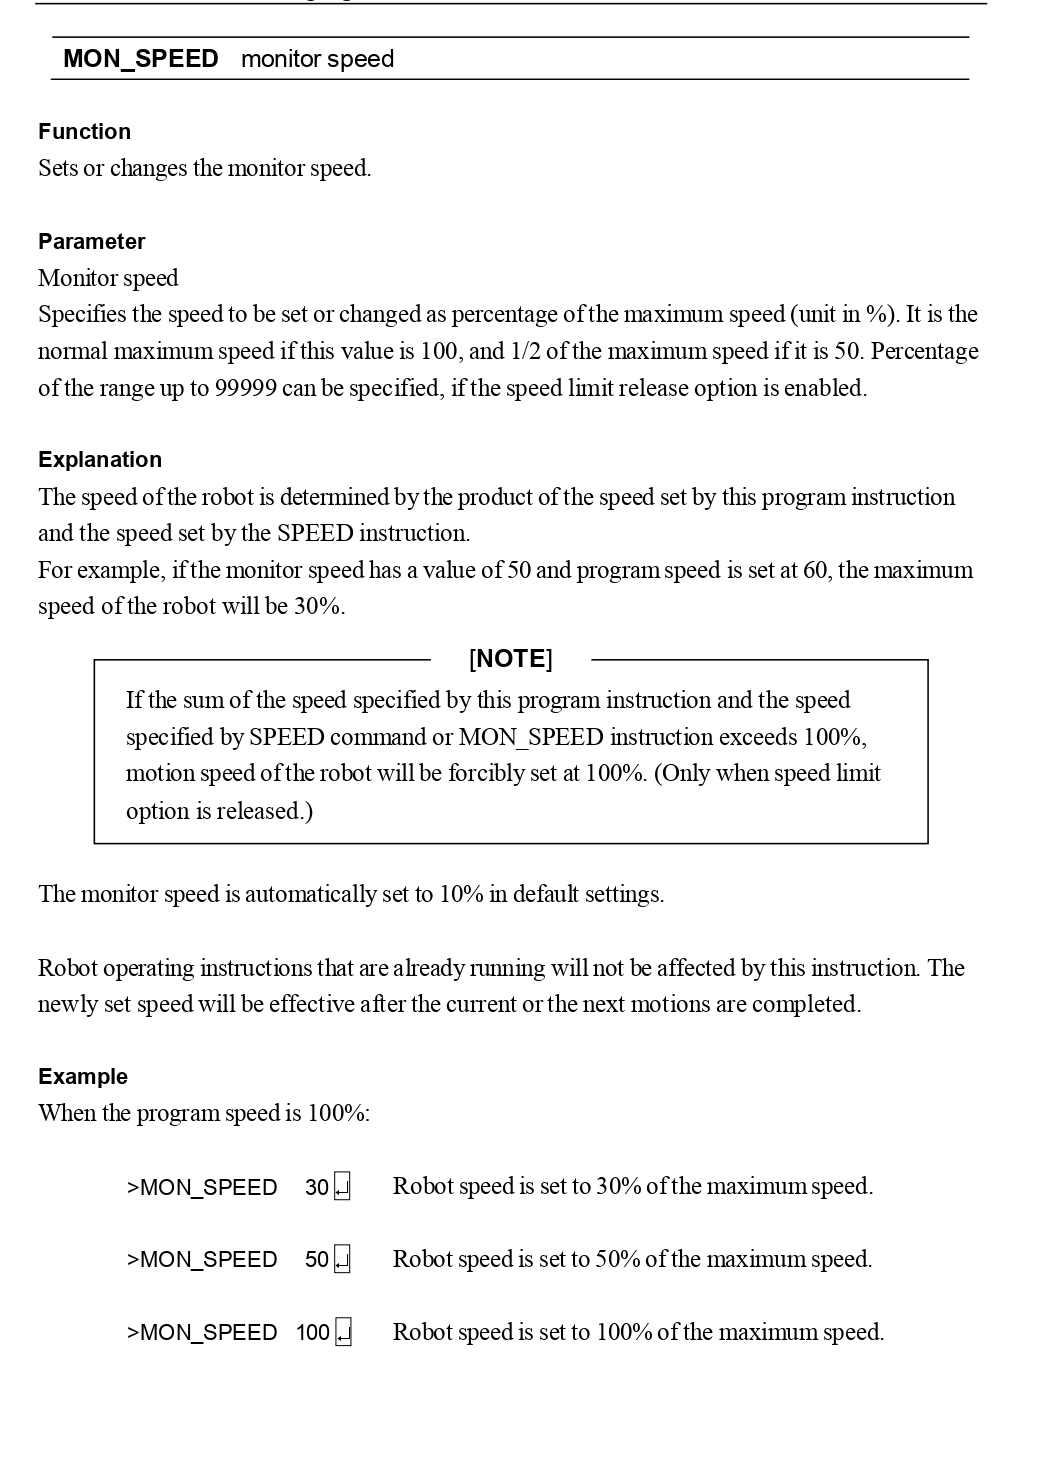 MON_SPEED monitor speed
Function
Sets or changes the monitor speed.
Parameter
Monitor speed
Specifies the speed to be set or changed as percentage of the maximum speed (unit in %). It is the
normal maximum speed if this value is 100, and 1/2 of the maximum speed if it is 50. Percentage
of the range up to 99999 can be specified, if the speed limit release option is enabled.
Explanation
The speed of the robot is determined by the product of the speed set by this program instruction
and the speed set by the SPEED instruction.
For example, if the monitor speed has a value of 50 and program speed is set at 60, the maximum
speed of the robot will be 30%.
[NOTE]
If the sum of the speed specified by this program instruction and the speed
specified by SPEED command or MON_SPEED instruction exceeds 100%,
motion speed of the robot will be forcibly set at 100%. (Only when speed limit
option is released.)
The monitor speed is automatically set to 10% in default settings.
Robot operating instructions that are already running will not be affected by this instruction. The
newly set speed will be effective after the current or the next motions are completed.
Example
When the program speed is 100%:
>MON_SPEED 30↵ Robot speed is set to 30% of the maximum speed.
>MON_SPEED 50↵ Robot speed is set to 50% of the maximum speed.
>MON_SPEED 100↵ Robot speed is set to 100% of the maximum speed.